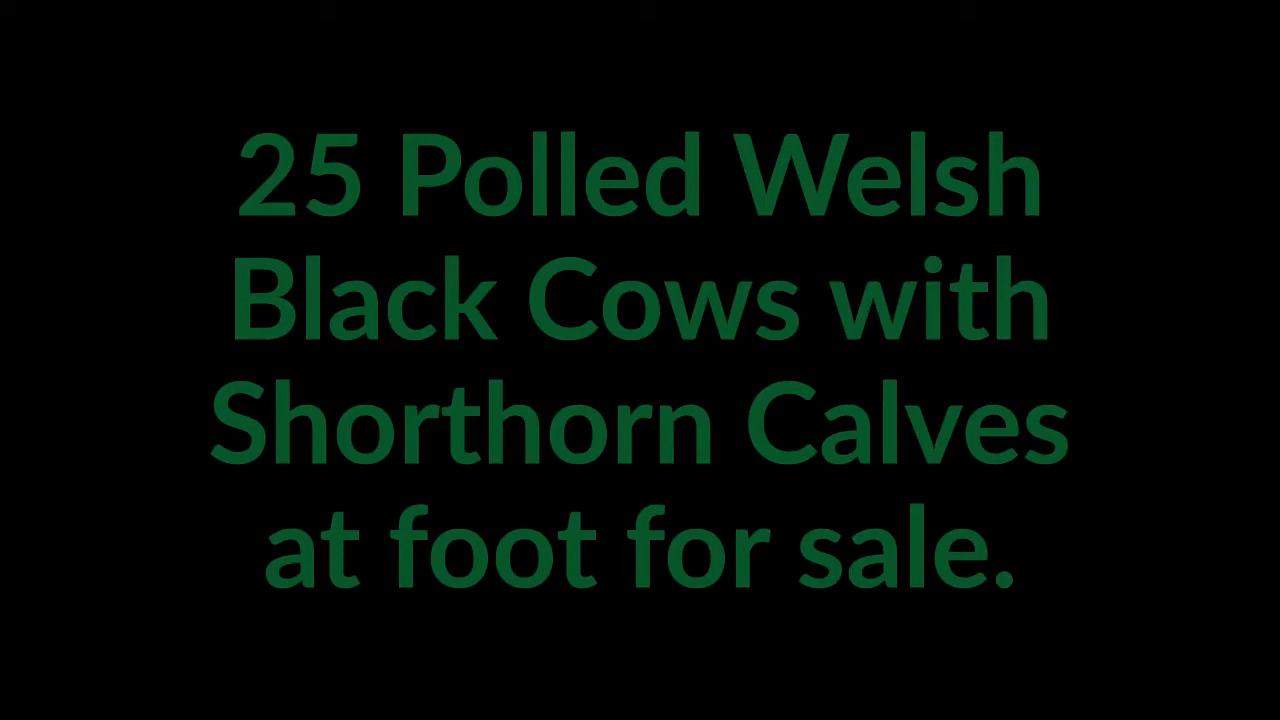 25 Polled Welsh
Black Cows with
Shorthorn Calves
at foot for sale.